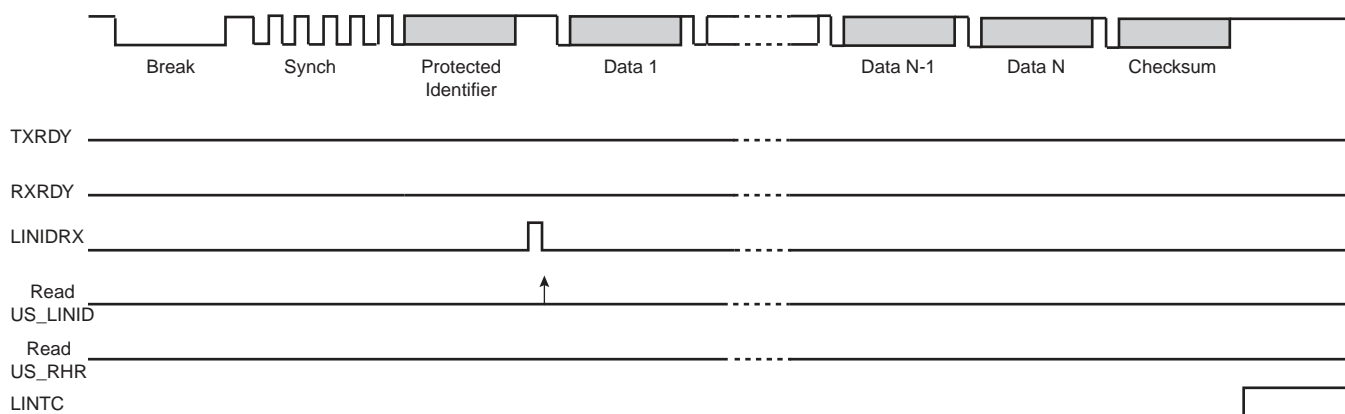 Break Synch Protected Data 1 Data N-1 Data N Checksum
Identifier
TXRDY
RXRDY
LINIDRX
Read
US_LINID
Read
US_RHR
LINTC